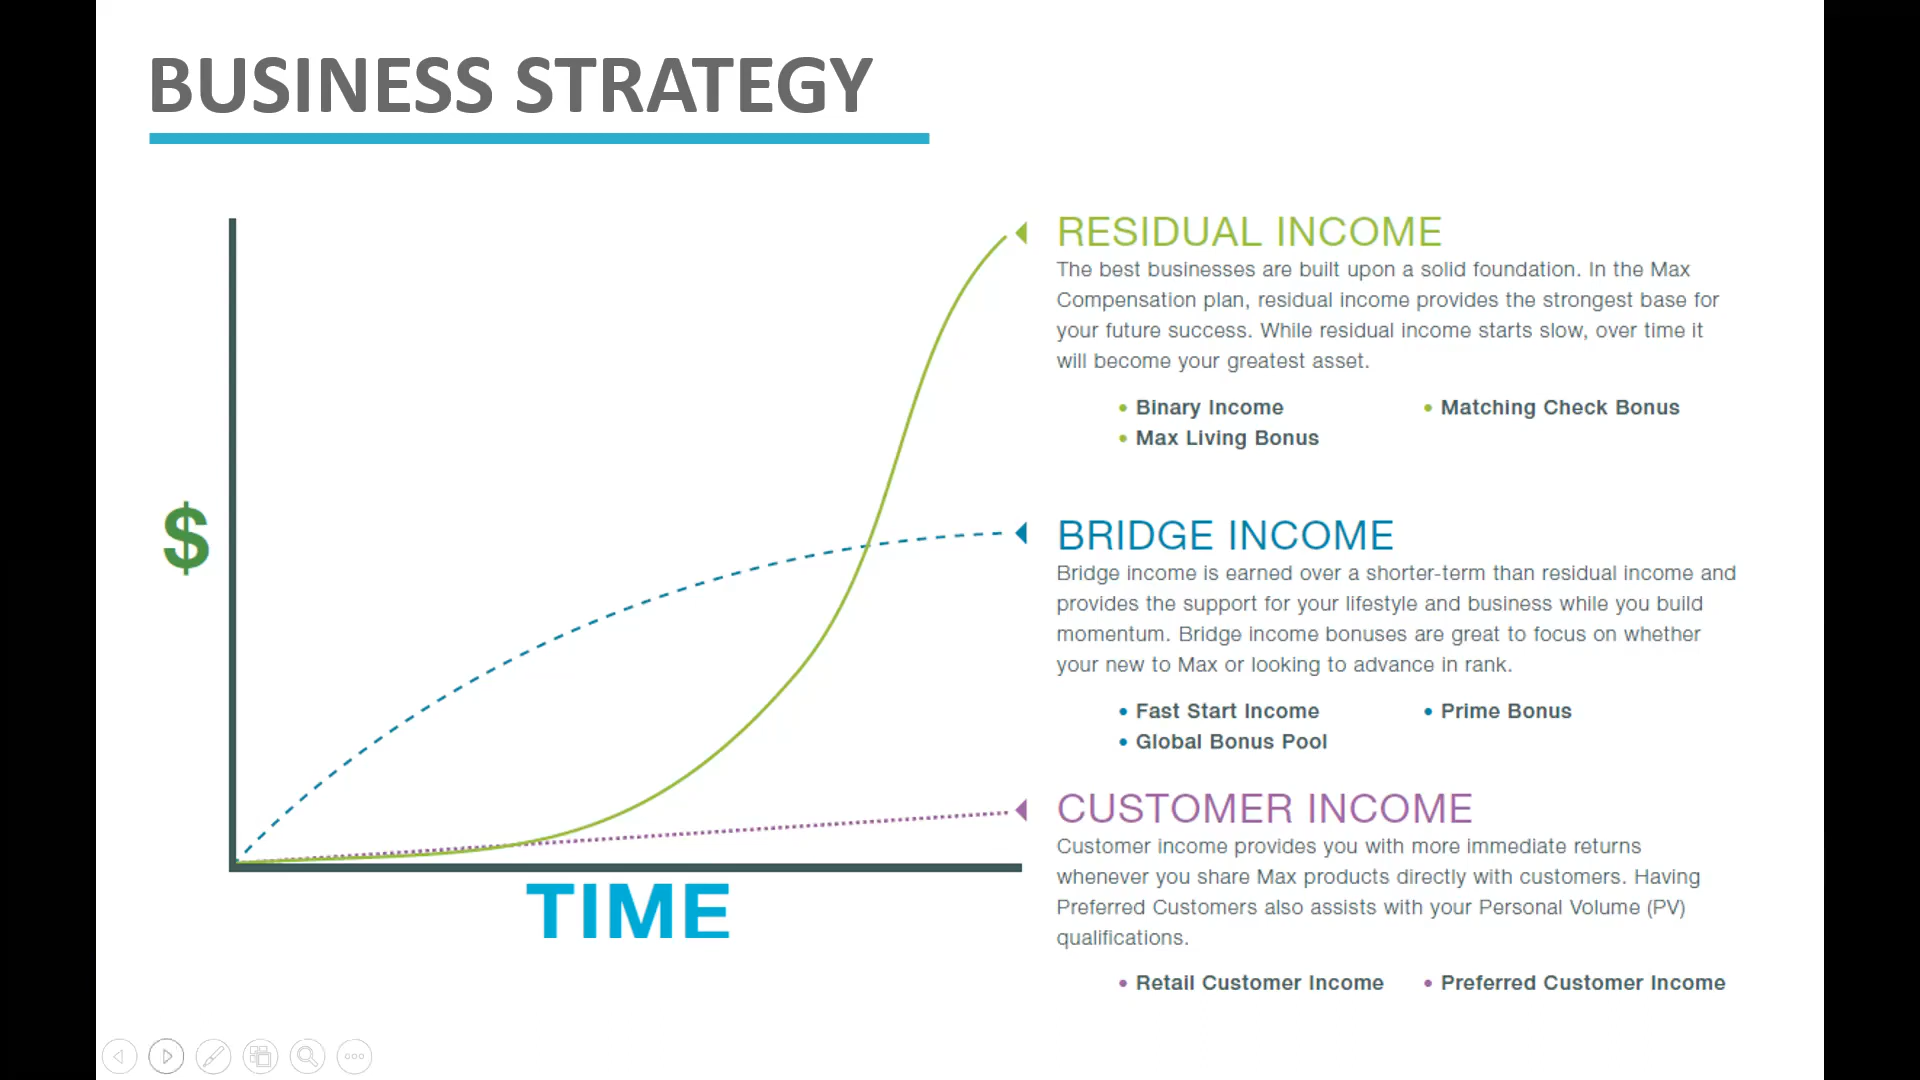 BUSINESS STRATEGY
$
TIME
RESIDUAL INCOME
The best businesses are built upon a solid foundation. In the Max
Compensation plan, residual income provides the strongest base for
your future success. While residual income starts slow, over time it
will become your greatest asset.
• Binary Income • Matching Check Bonus
• Max Living Bonus
BRIDGE INCOME
Bridge income is earned over a shorter-term than residual income and
provides the support for your lifestyle and business while you build
momentum. Bridge income bonuses are great to focus on whether
your new to Max or looking to advance in rank.
• Fast Start Income • Prime Bonus
• Global Bonus Pool
CUSTOMER INCOME
Customer income provides you with more immediate returns
whenever you share Max products directly with customers. Having
Preferred Customers also assists with your Personal Volume (PV)
qualifications.
• Retail Customer Income • Preferred Customer Income